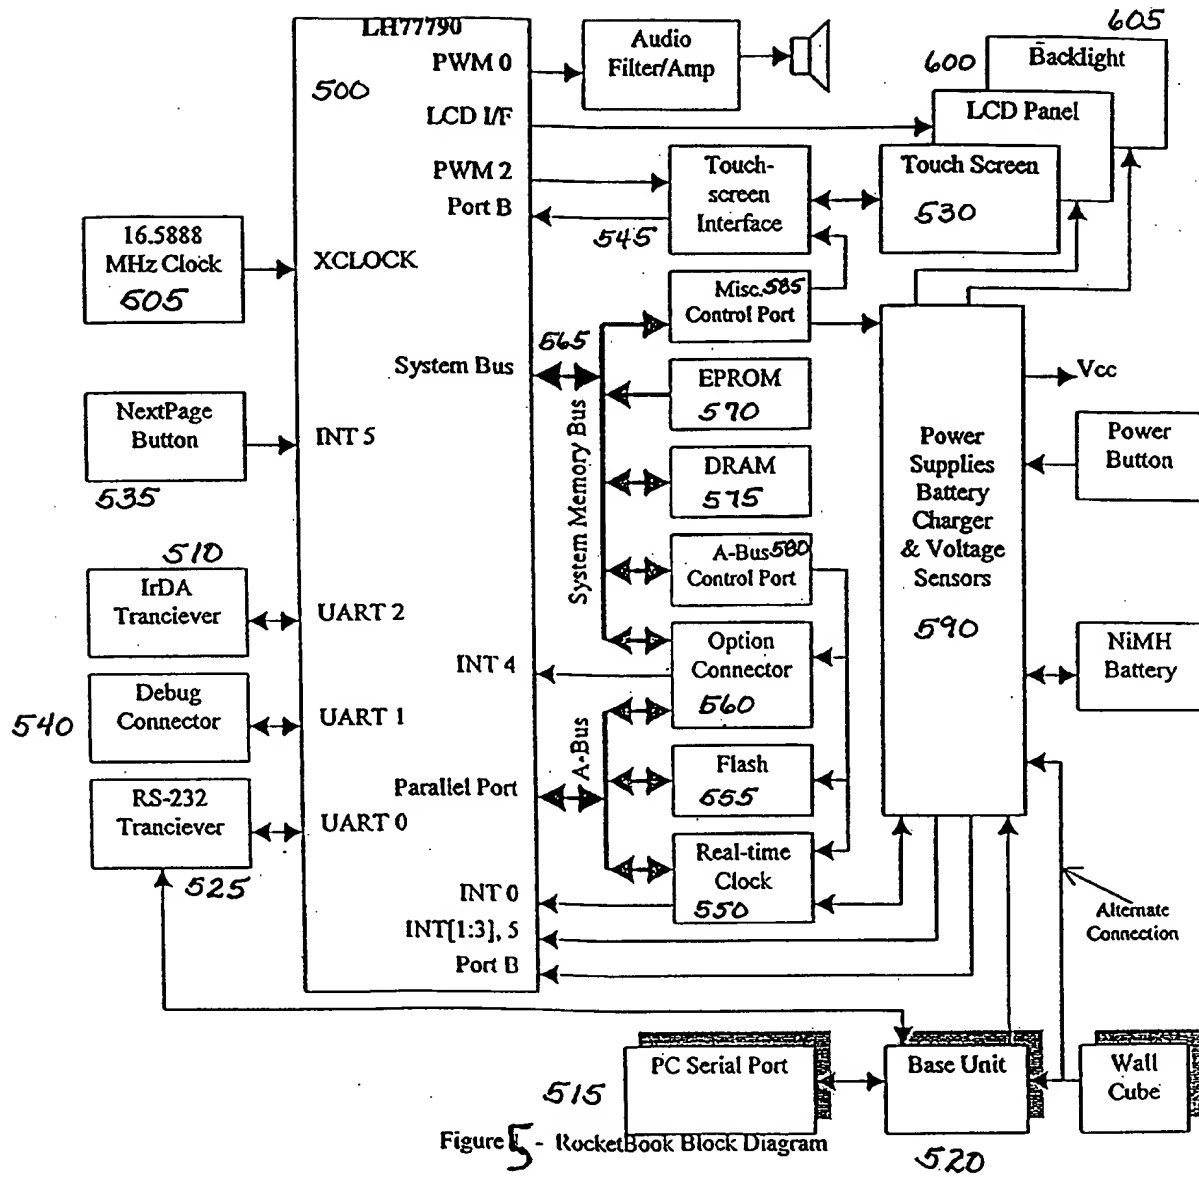 LH77790
500
PWM 0
LCD I/F
PWM 2
Port B
XCLOCK
System Bus
INT 5
UART 2
INT 4
UART 1
Parallel Port
UART 0
INT 0
INT[1:3], 5
Port B
Audio
Filter/Amp
605
Backlight
600
LCD Panel
Touch Screen
530
Touch-
screen
Interface
545
16.5888
MHz Clock
505
Misc. 585
Control Port
565
EPROM
570
System Memory Bus
DRAM
575
A-Bus 580
Control Port
Option
Connector
560
A-Bus
Flash
555
Real-time
Clock
550
NextPage
Button
535
510
IrDA
Tranciever
540
Debug
Connector
RS-232
Tranciever
525
Power
Supplies
Battery
Charger
& Voltage
Sensors
590
Vcc
Power
Button
NiMH
Battery
Alternate
Connection
515
PC Serial Port
Base Unit
520
Wall
Cube
Figure 5 - RocketBook Block Diagram